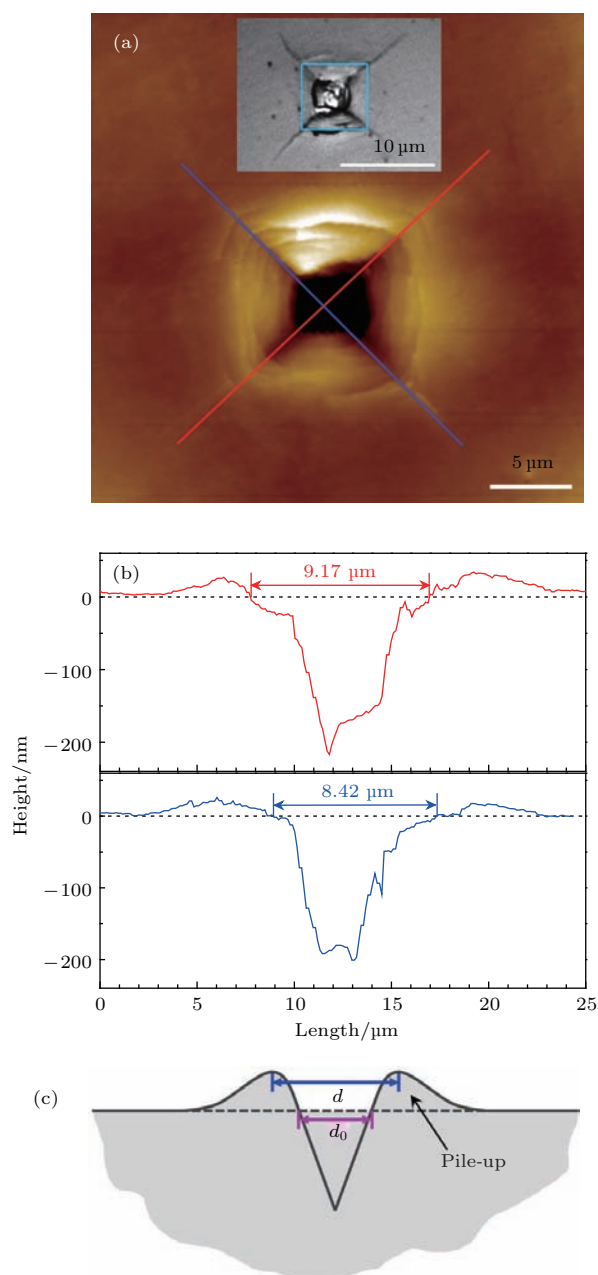 (a)
10 µm
5 µm
(b)
9.17 µm
0
−100
−200
8.42 µm
0
−100
−200
Height/nm
0 5 10 15 20 25
Length/µm
(c)
d
d₀
Pile-up